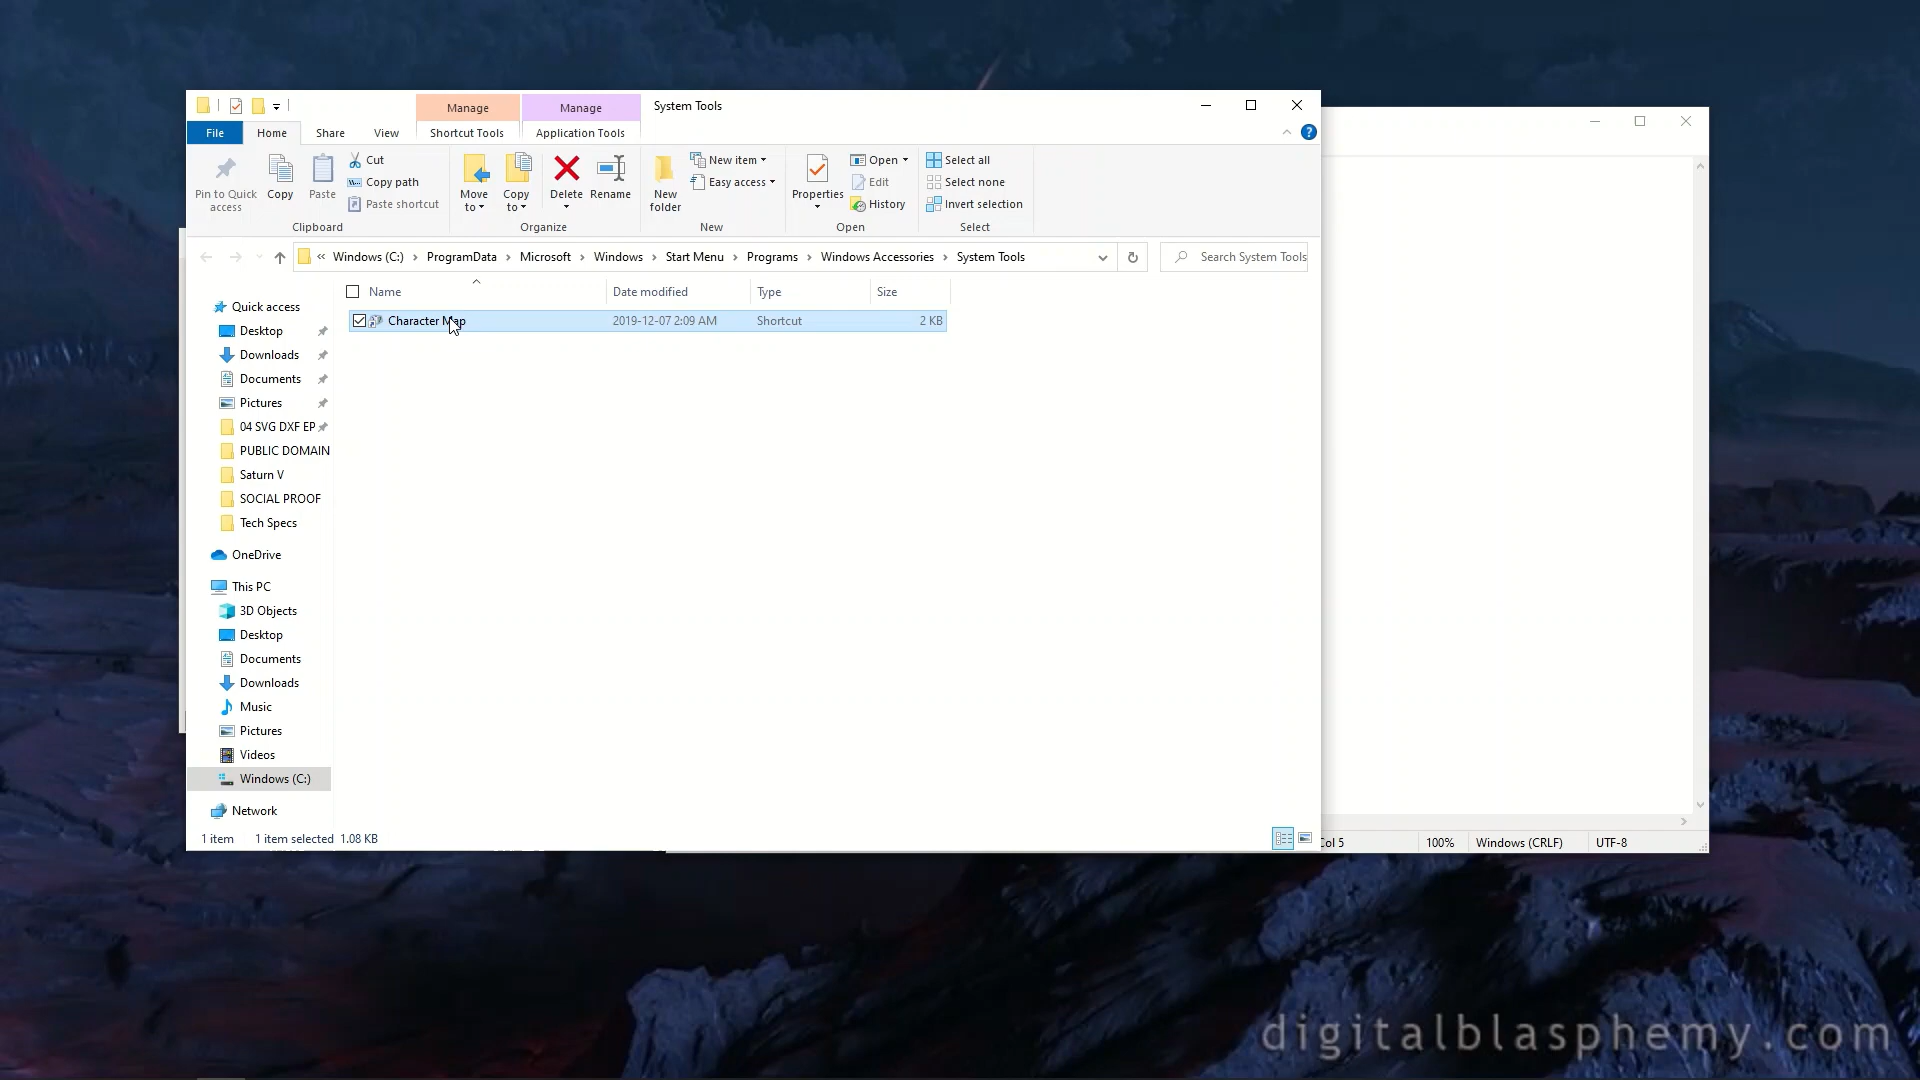 Manage
Manage
System Tools
File
Home
Share
View
Shortcut Tools
Application Tools
?
Pin to Quick access
Copy
Paste
Cut
Copy path
Paste shortcut
Clipboard
Move to
Copy to
Delete
Rename
Organize
New folder
New item
Easy access
New
Properties
Open
Edit
History
Open
Select all
Select none
Invert selection
Select
« Windows (C:) › ProgramData › Microsoft › Windows › Start Menu › Programs › Windows Accessories › System Tools
Search System Tools
Name
Date modified
Type
Size
Character Map
2019-12-07 2:09 AM
Shortcut
2 KB
Quick access
Desktop
Downloads
Documents
Pictures
04 SVG DXF EP
PUBLIC DOMAIN
Saturn V
SOCIAL PROOF
Tech Specs
OneDrive
This PC
3D Objects
Desktop
Documents
Downloads
Music
Pictures
Videos
Windows (C:)
Network
1 item
1 item selected 1.08 KB
Col 5
100%
Windows (CRLF)
UTF-8
digitalblasphemy.com